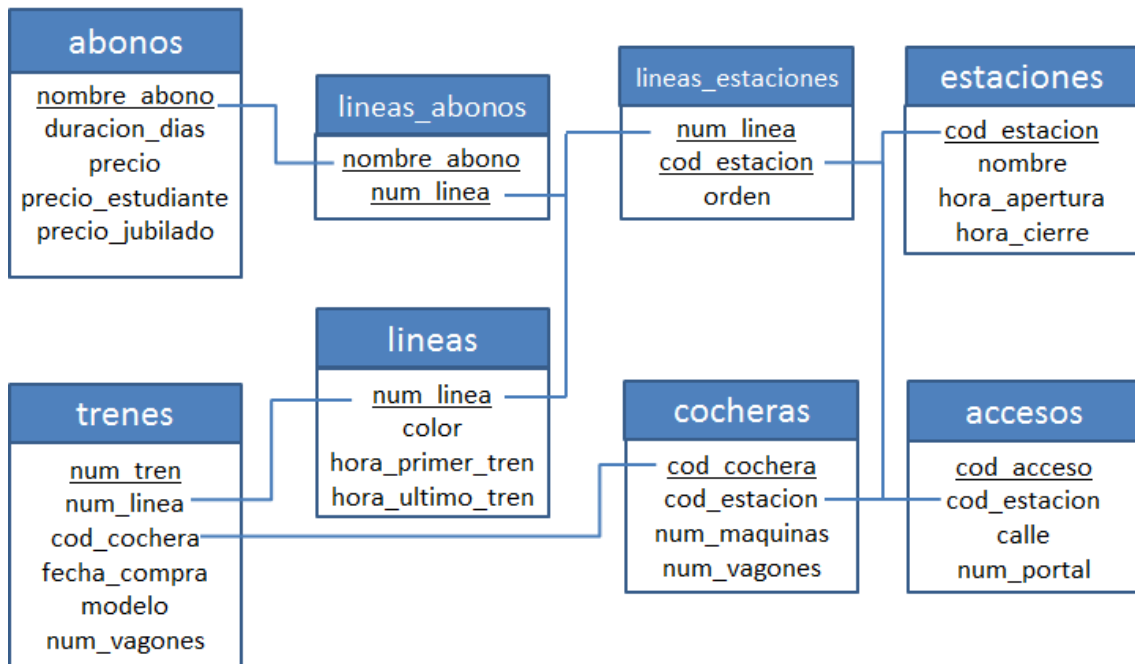 abonos
nombre_abono
duracion_dias
precio
precio_estudiante
precio_jubilado
lineas_abonos
nombre_abono
num_linea
lineas_estaciones
num_linea
cod_estacion
orden
estaciones
cod_estacion
nombre
hora_apertura
hora_cierre
trenes
num_tren
num_linea
cod_cochera
fecha_compra
modelo
num_vagones
lineas
num_linea
color
hora_primer_tren
hora_ultimo_tren
cocheras
cod_cochera
cod_estacion
num_maquinas
num_vagones
accesos
cod_acceso
cod_estacion
calle
num_portal